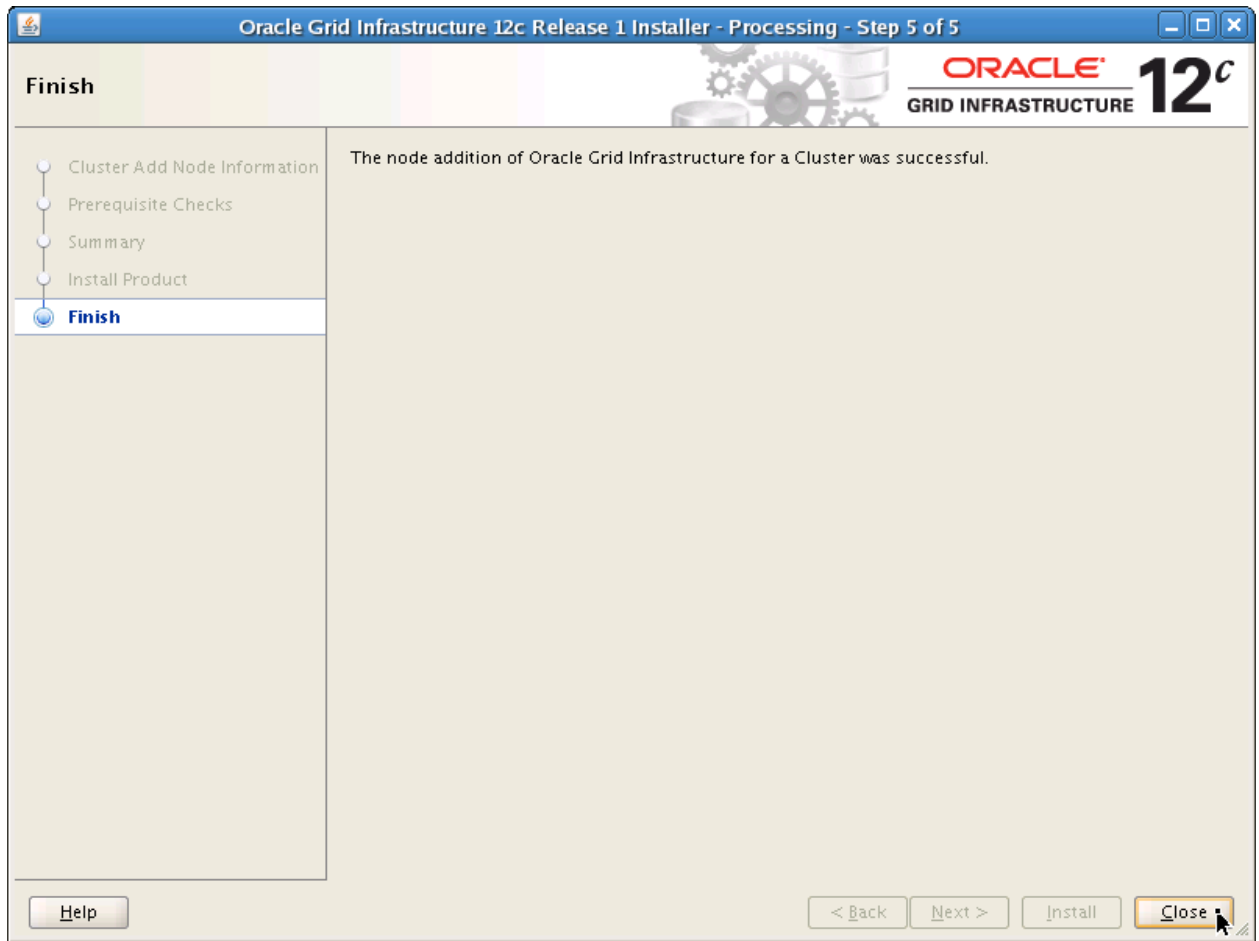 Oracle Grid Infrastructure 12c Release 1 Installer - Processing - Step 5 of 5
Finish
ORACLE
GRID INFRASTRUCTURE
12c
Cluster Add Node Information
Prerequisite Checks
Summary
Install Product
Finish
The node addition of Oracle Grid Infrastructure for a Cluster was successful.
Help
< Back
Next >
Install
Close